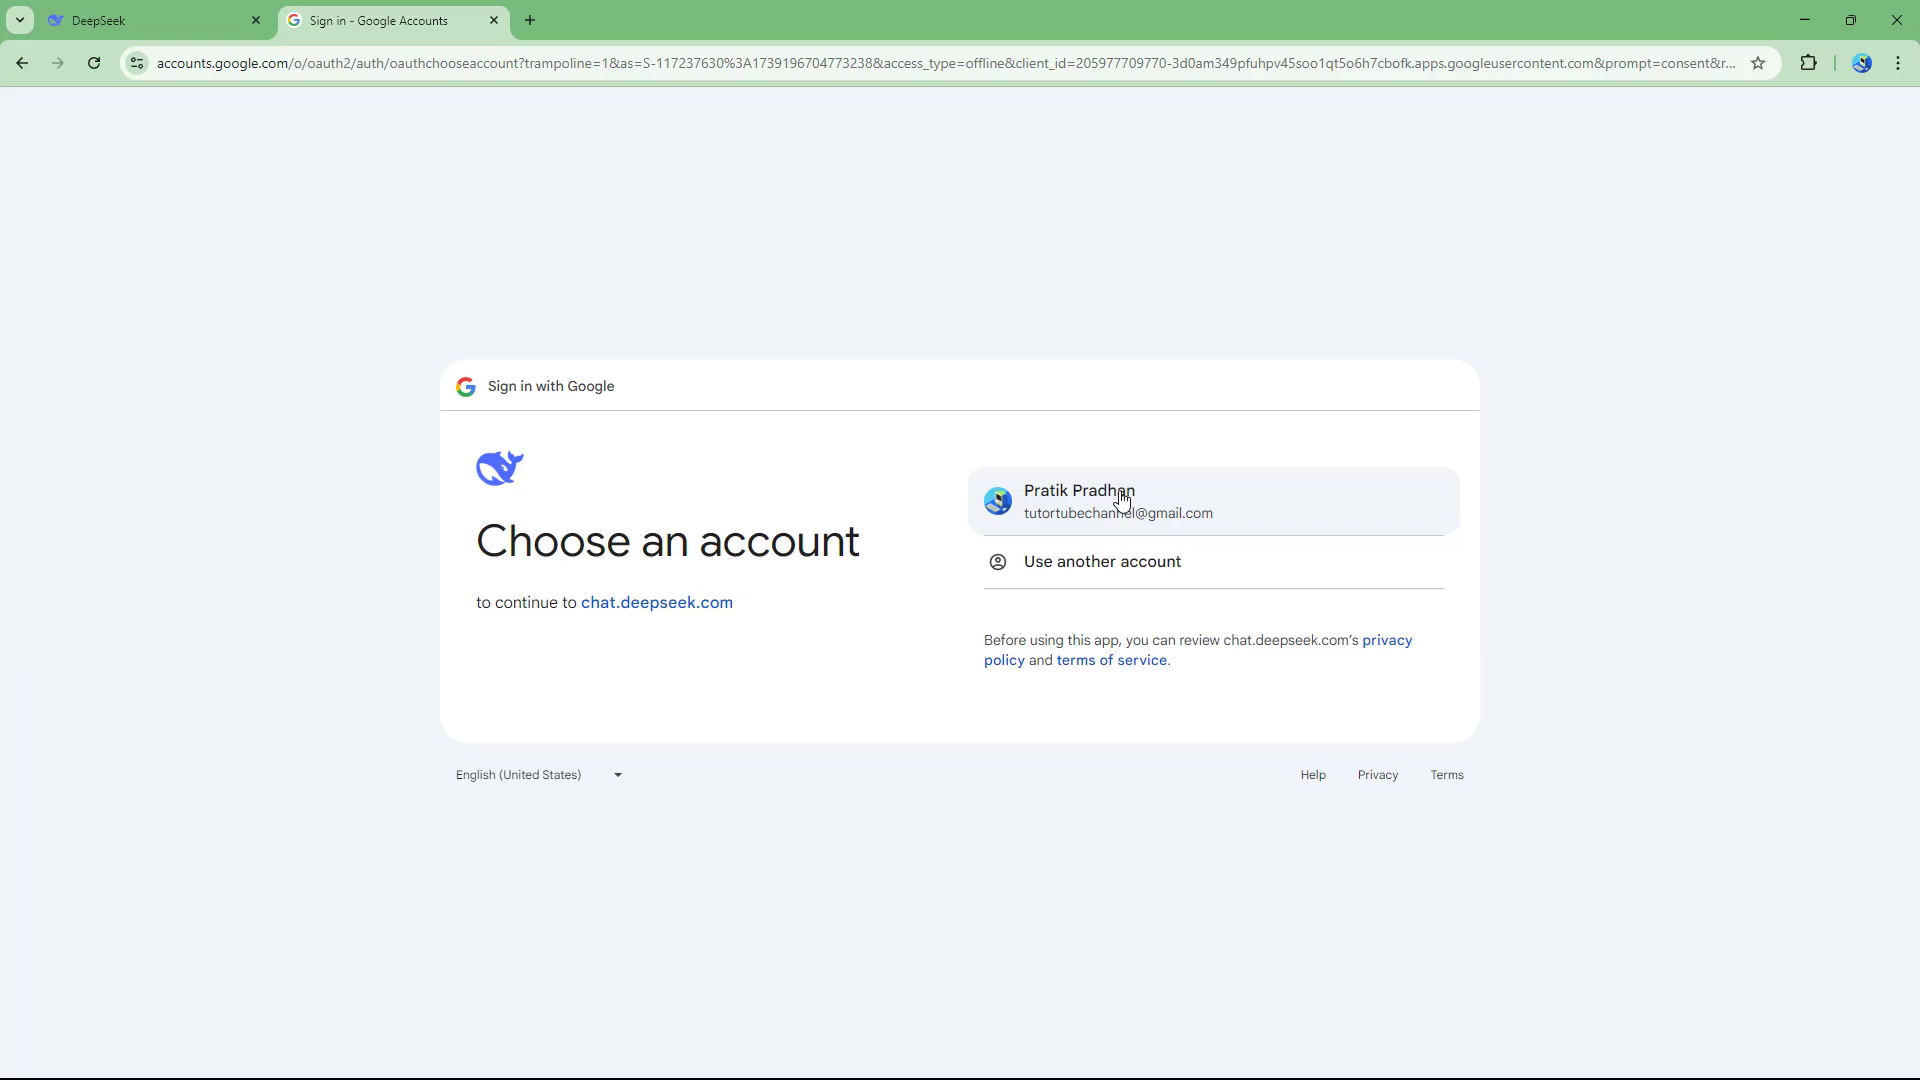 DeepSeek
Sign in - Google Accounts
accounts.google.com/o/oauth2/auth/oauthchooseaccount?trampoline=1&as=S-117237630%3A1739196704773238&access_type=offline&client_id=205977709770-3d0am349pfuhpv45soo1qt5o6h7cbofk.apps.googleusercontent.com&prompt=consent&r...
Sign in with Google
Choose an account
to continue to chat.deepseek.com
Pratik Pradhan
tutortubechannel@gmail.com
Use another account
Before using this app, you can review chat.deepseek.com's privacy
policy and terms of service.
English (United States)
Help
Privacy
Terms